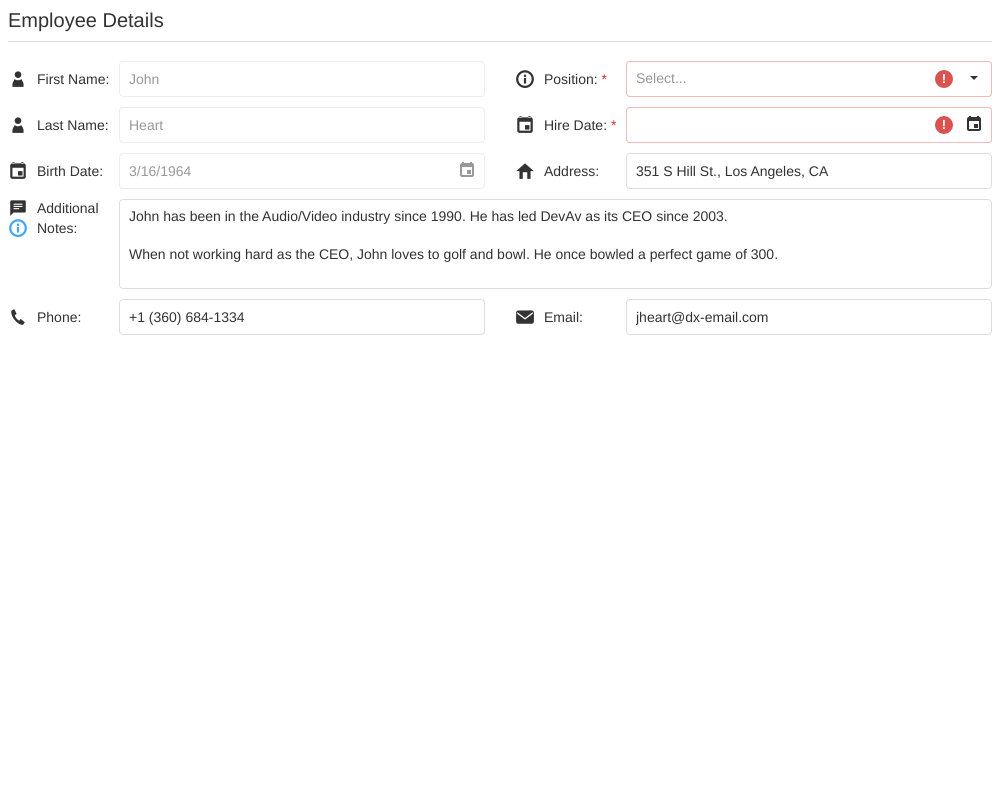 Employee Details
First Name: John
Position: * Select...
Last Name: Heart
Hire Date: *
Birth Date: 3/16/1964
Address: 351 S Hill St., Los Angeles, CA
Additional
Notes:
John has been in the Audio/Video industry since 1990. He has led DevAv as its CEO since 2003.
When not working hard as the CEO, John loves to golf and bowl. He once bowled a perfect game of 300.
Phone: +1 (360) 684-1334
Email: jheart@dx-email.com